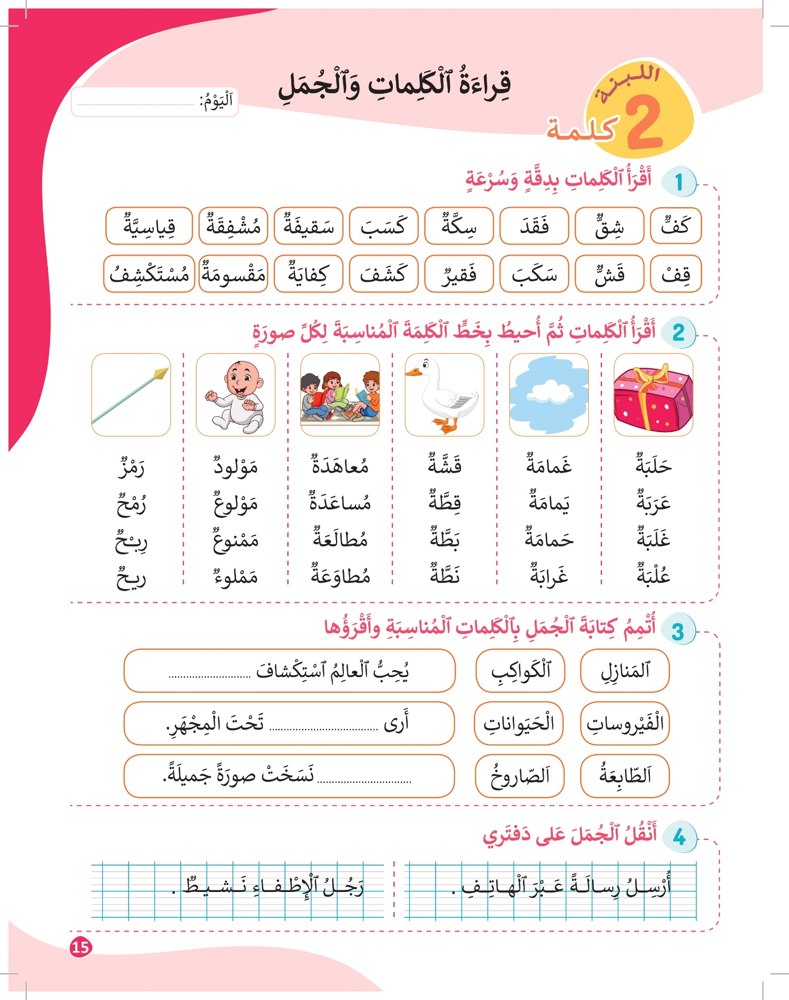 اللبنة
2
كلمة
قِراءَةُ ٱلْكَلِماتِ وَٱلْجُمَلِ
اَلْيَوْمُ: ........................................
1 أَقْرَأُ ٱلْكَلِماتِ بِدِقَّةٍ وَسُرْعَةٍ
كَفٌّ شِقٌّ فَقَدَ سِكَّةٌ كَسَبَ سَقيفَةٌ مُشْفِقَةٌ قِياسِيَّةٌ
قِفْ قَشٌّ سَكَبَ فَقيرٌ كَشَفَ كِفايَةٌ مَقْسومَةٌ مُسْتَكْشِفُ
2 أَقْرَأُ ٱلْكَلِماتِ ثُمَّ أُحيطُ بِخَطٍّ ٱلْكَلِمَةَ ٱلْمُناسِبَةَ لِكُلِّ صورَةٍ
حَلَبَةٌ غَمامَةٌ قَشَّةٌ مُعاهَدَةٌ مَوْلودٌ رَمْزٌ
عَرَبَةٌ يَمامَةٌ قِطَّةٌ مُساعَدَةٌ مَوْلوعٌ رُمْحٌ
غَلَبَةٌ حَمامَةٌ بَطَّةٌ مُطالَعَةٌ مَمْنوعٌ رِبْحٌ
عُلْبَةٌ غَرابَةٌ نَطَّةٌ مُطاوَعَةٌ مَمْلوءٌ ريحٌ
3 أُتْمِمُ كِتابَةَ ٱلْجُمَلِ بِٱلْكَلِماتِ ٱلْمُناسِبَةِ وأَقْرَؤُها
ٱلمَنازِلِ ٱلْكَواكِبِ يُحِبُّ ٱلْعالِمُ ٱسْتِكْشافَ ............................
الْفَيْروساتِ الْحَيَواناتِ أَرى .................................... تَحْتَ الْمِجْهَرِ.
اَلطّابِعَةُ اَلصّاروخُ ................................ نَسَخَتْ صورَةً جَميلَةً.
4 أَنْقُلُ ٱلْجُمَلَ عَلى دَفتَري
أُرْسِلُ رِسالَةً عَبْرَ ٱلْهاتِفِ .
رَجُلُ ٱلْإِطْفاءِ نَشيطٌ .
15